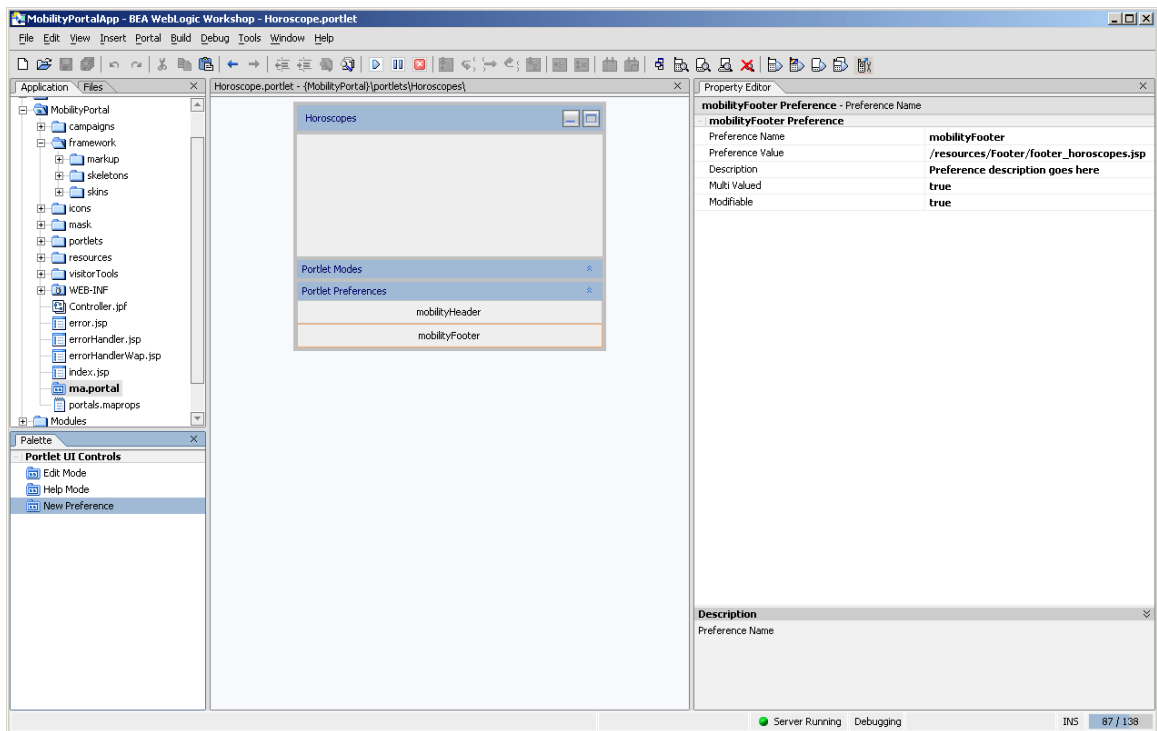 MobilityPortalApp - BEA WebLogic Workshop - Horoscope.portlet
File Edit View Insert Portal Build Debug Tools Window Help
Application Files
MobilityPortal
campaigns
framework
markup
skeletons
skins
icons
mask
portlets
resources
visitorTools
WEB-INF
Controller.jpf
error.jsp
errorHandler.jsp
errorHandlerWap.jsp
index.jsp
ma.portal
portals.maprops
Modules
Palette
Portlet UI Controls
Edit Mode
Help Mode
New Preference
Horoscope.portlet - {MobilityPortal}\portlets\Horoscopes\
Horoscopes
Portlet Modes
Portlet Preferences
mobilityHeader
mobilityFooter
Property Editor
mobilityFooter Preference - Preference Name
mobilityFooter Preference
Preference Name mobilityFooter
Preference Value /resources/Footer/footer_horoscopes.jsp
Description Preference description goes here
Multi Valued true
Modifiable true
Description
Preference Name
Server Running Debugging INS 87 / 138